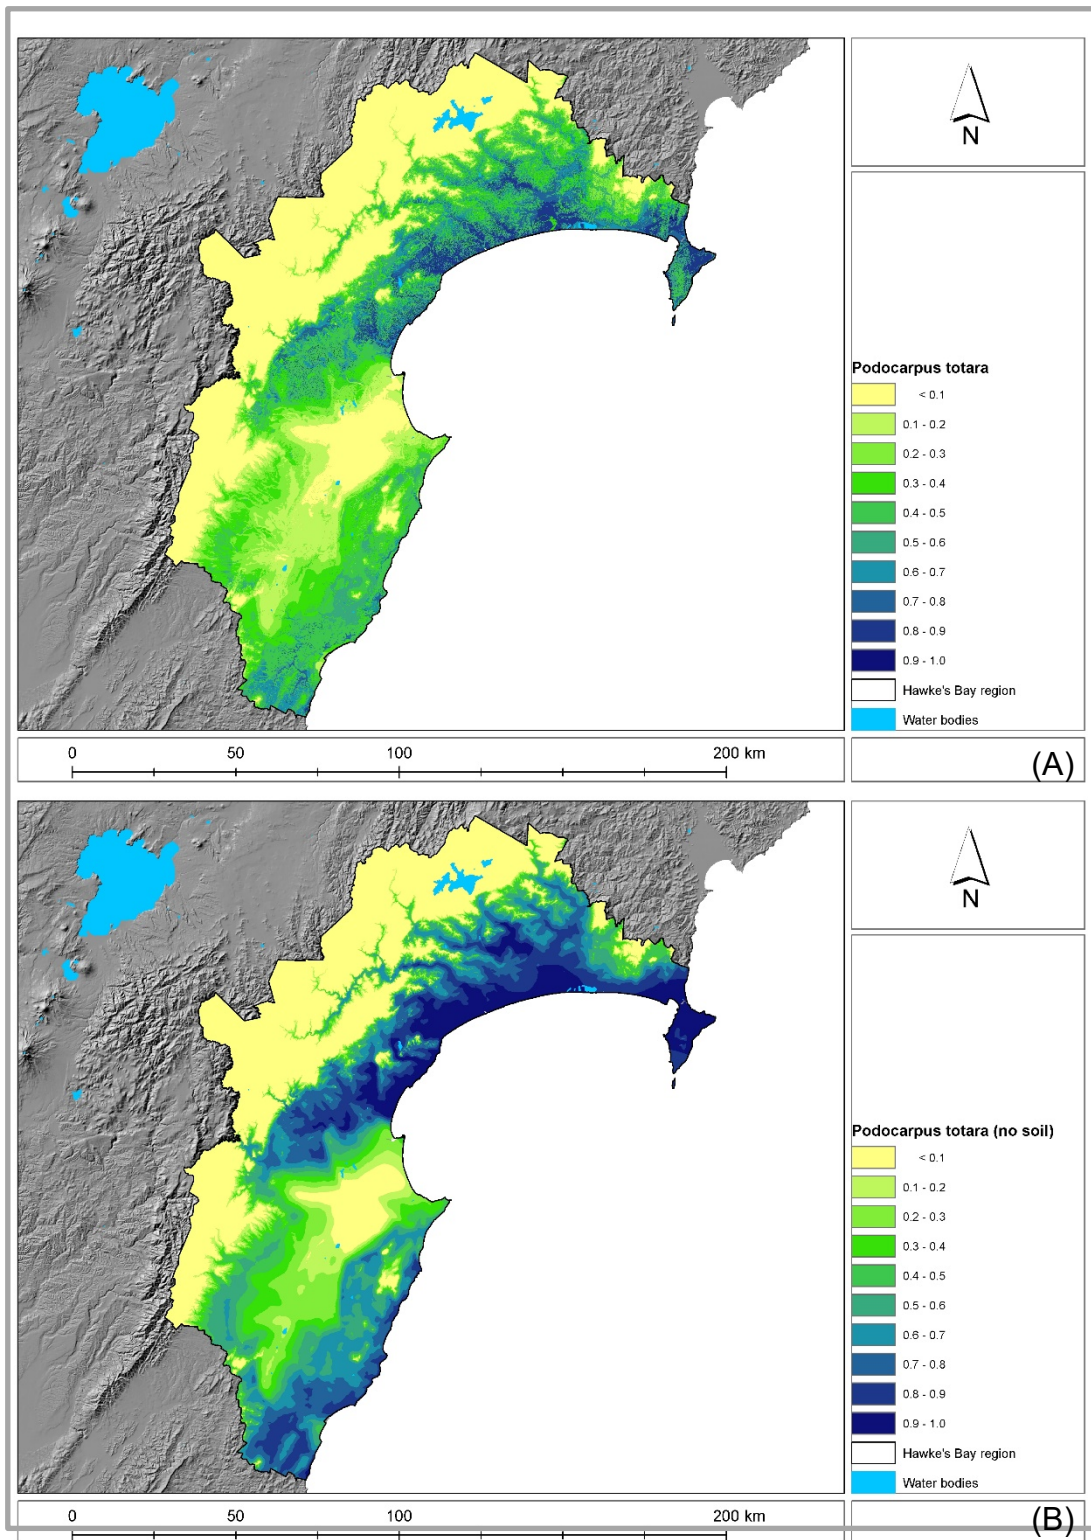 N
Podocarpus totara
< 0.1
0.1 - 0.2
0.2 - 0.3
0.3 - 0.4
0.4 - 0.5
0.5 - 0.6
0.6 - 0.7
0.7 - 0.8
0.8 - 0.9
0.9 - 1.0
Hawke's Bay region
Water bodies
0 50 100 200 km
(A)
N
Podocarpus totara (no soil)
< 0.1
0.1 - 0.2
0.2 - 0.3
0.3 - 0.4
0.4 - 0.5
0.5 - 0.6
0.6 - 0.7
0.7 - 0.8
0.8 - 0.9
0.9 - 1.0
Hawke's Bay region
Water bodies
0 50 100 200 km
(B)